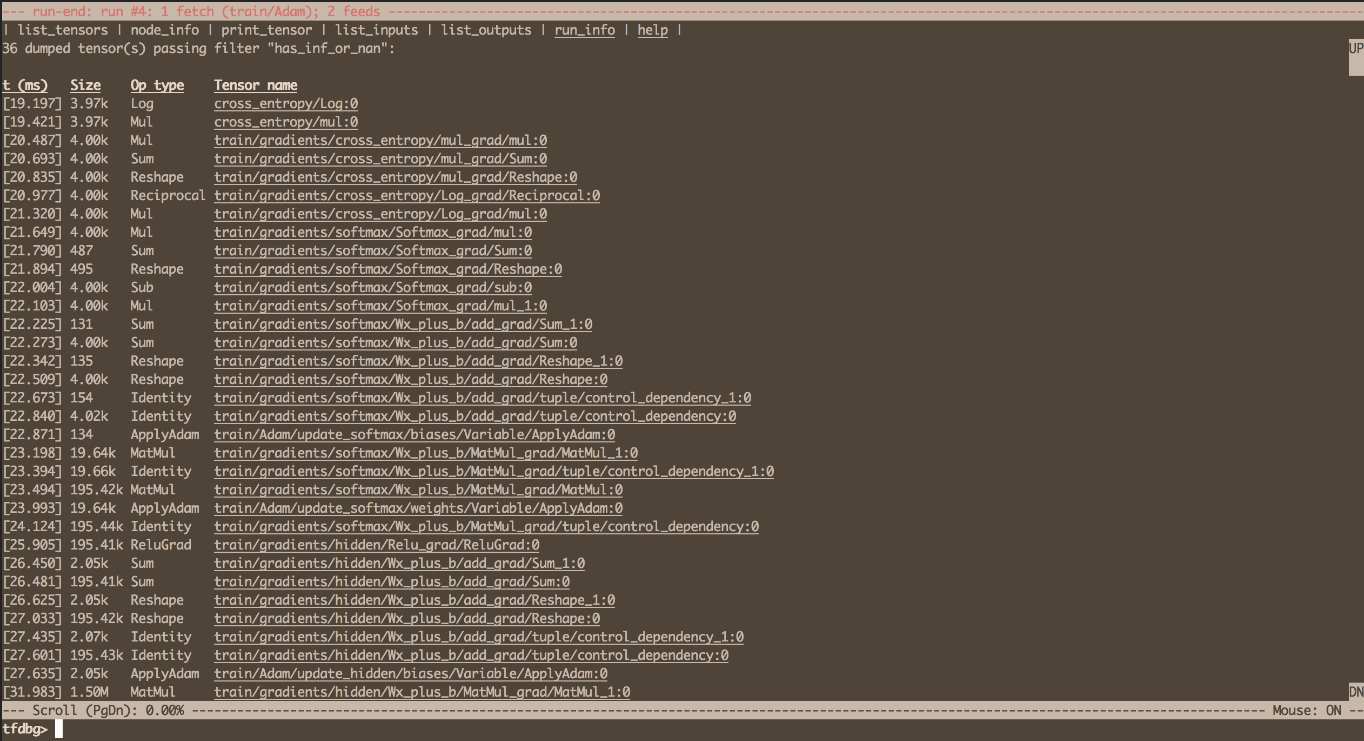 --- run-end: run #4: 1 fetch (train/Adam); 2 feeds ---
| list_tensors | node_info | print_tensor | list_inputs | list_outputs | run_info | help |
36 dumped tensor(s) passing filter "has_inf_or_nan":
UP
t (ms) Size Op type Tensor name
[19.197] 3.97k Log cross_entropy/Log:0
[19.421] 3.97k Mul cross_entropy/mul:0
[20.487] 4.00k Mul train/gradients/cross_entropy/mul_grad/mul:0
[20.693] 4.00k Sum train/gradients/cross_entropy/mul_grad/Sum:0
[20.835] 4.00k Reshape train/gradients/cross_entropy/mul_grad/Reshape:0
[20.977] 4.00k Reciprocal train/gradients/cross_entropy/Log_grad/Reciprocal:0
[21.320] 4.00k Mul train/gradients/cross_entropy/Log_grad/mul:0
[21.649] 4.00k Mul train/gradients/softmax/Softmax_grad/mul:0
[21.790] 487 Sum train/gradients/softmax/Softmax_grad/Sum:0
[21.894] 495 Reshape train/gradients/softmax/Softmax_grad/Reshape:0
[22.004] 4.00k Sub train/gradients/softmax/Softmax_grad/sub:0
[22.103] 4.00k Mul train/gradients/softmax/Softmax_grad/mul_1:0
[22.225] 131 Sum train/gradients/softmax/Wx_plus_b/add_grad/Sum_1:0
[22.273] 4.00k Sum train/gradients/softmax/Wx_plus_b/add_grad/Sum:0
[22.342] 135 Reshape train/gradients/softmax/Wx_plus_b/add_grad/Reshape_1:0
[22.509] 4.00k Reshape train/gradients/softmax/Wx_plus_b/add_grad/Reshape:0
[22.673] 154 Identity train/gradients/softmax/Wx_plus_b/add_grad/tuple/control_dependency_1:0
[22.840] 4.02k Identity train/gradients/softmax/Wx_plus_b/add_grad/tuple/control_dependency:0
[22.871] 134 ApplyAdam train/Adam/update_softmax/biases/Variable/ApplyAdam:0
[23.198] 19.64k MatMul train/gradients/softmax/Wx_plus_b/MatMul_grad/MatMul_1:0
[23.394] 19.66k Identity train/gradients/softmax/Wx_plus_b/MatMul_grad/tuple/control_dependency_1:0
[23.494] 195.42k MatMul train/gradients/softmax/Wx_plus_b/MatMul_grad/MatMul:0
[23.993] 19.64k ApplyAdam train/Adam/update_softmax/weights/Variable/ApplyAdam:0
[24.124] 195.44k Identity train/gradients/softmax/Wx_plus_b/MatMul_grad/tuple/control_dependency:0
[25.905] 195.41k ReluGrad train/gradients/hidden/Relu_grad/ReluGrad:0
[26.450] 2.05k Sum train/gradients/hidden/Wx_plus_b/add_grad/Sum_1:0
[26.481] 195.41k Sum train/gradients/hidden/Wx_plus_b/add_grad/Sum:0
[26.625] 2.05k Reshape train/gradients/hidden/Wx_plus_b/add_grad/Reshape_1:0
[27.033] 195.42k Reshape train/gradients/hidden/Wx_plus_b/add_grad/Reshape:0
[27.435] 2.07k Identity train/gradients/hidden/Wx_plus_b/add_grad/tuple/control_dependency_1:0
[27.601] 195.43k Identity train/gradients/hidden/Wx_plus_b/add_grad/tuple/control_dependency:0
[27.635] 2.05k ApplyAdam train/Adam/update_hidden/biases/Variable/ApplyAdam:0
[31.983] 1.50M MatMul train/gradients/hidden/Wx_plus_b/MatMul_grad/MatMul_1:0
DN
--- Scroll (PgDn): 0.00% --- Mouse: ON --
tfdbg>